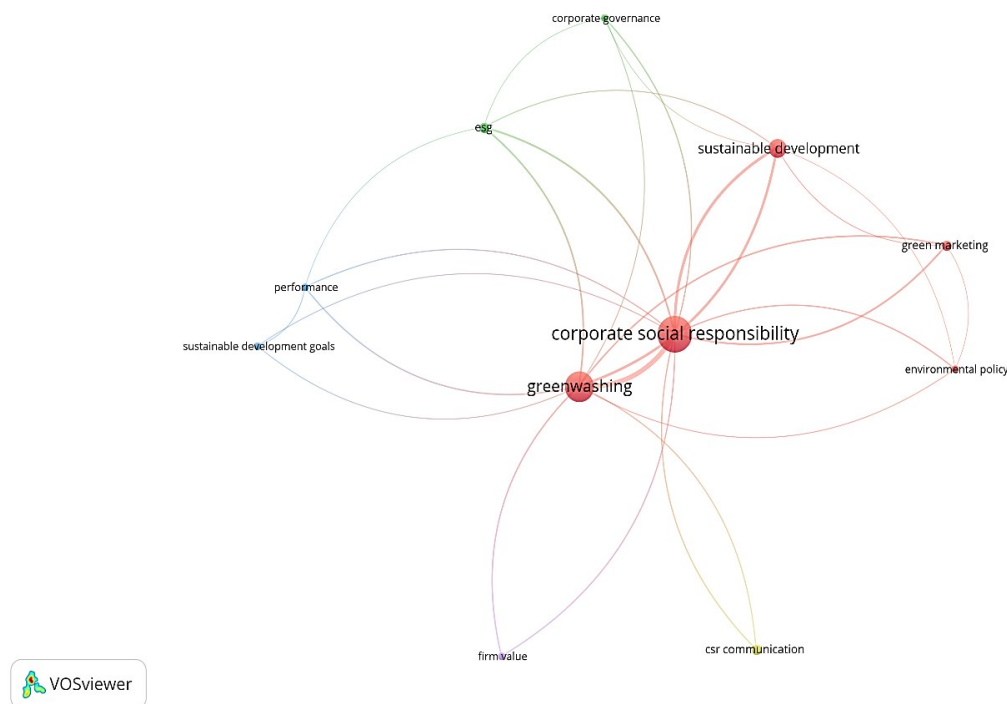 corporate governance
esg
sustainable development
green marketing
performance
corporate social responsibility
sustainable development goals
environmental policy
greenwashing
csr communication
firm value
VOSviewer